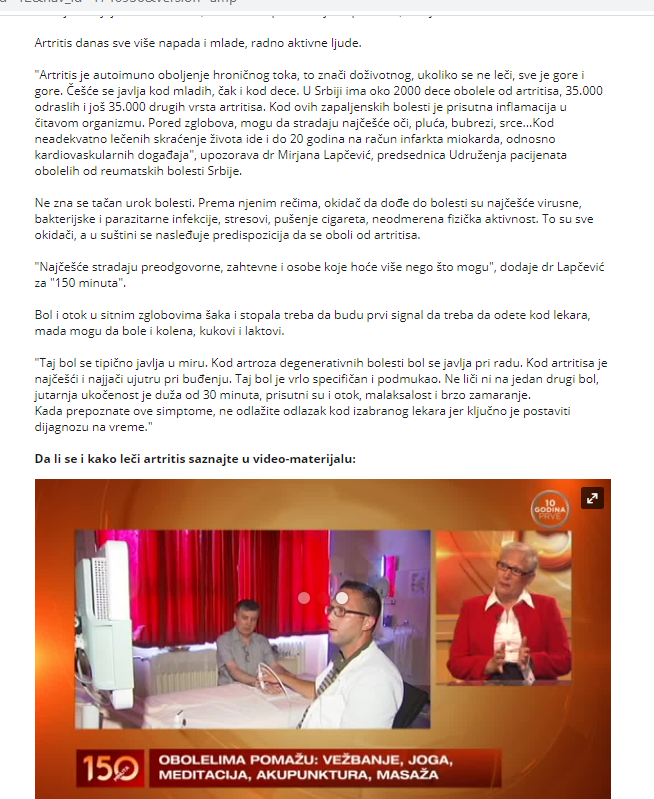 Artritis danas sve više napada i mlade, radno aktivne ljude.
"Artritis je autoimuno oboljenje hroničnog toka, to znači doživotnog, ukoliko se ne leči, sve je gore i
gore. Češće se javlja kod mladih, čak i kod dece. U Srbiji ima oko 2000 dece obolele od artritisa, 35.000
odraslih i još 35.000 drugih vrsta artritisa. Kod ovih zapaljenskih bolesti je prisutna inflamacija u
čitavom organizmu. Pored zglobova, mogu da stradaju najčešće oči, pluća, bubrezi, srce...Kod
neadekvatno lečenih skraćenje života ide i do 20 godina na račun infarkta miokarda, odnosno
kardiovaskularnih događaja", upozorava dr Mirjana Lapčević, predsednica Udruženja pacijenata
obolelih od reumatskih bolesti Srbije.
Ne zna se tačan urok bolesti. Prema njenim rečima, okidač da dođe do bolesti su najčešće virusne,
bakterijske i parazitarne infekcije, stresovi, pušenje cigareta, neodmerena fizička aktivnost. To su sve
okidači, a u suštini se nasleđuje predispozicija da se oboli od artritisa.
"Najčešće stradaju preodgovorne, zahtevne i osobe koje hoće više nego što mogu", dodaje dr Lapčević
za "150 minuta".
Bol i otok u sitnim zglobovima šaka i stopala treba da budu prvi signal da treba da odete kod lekara,
mada mogu da bole i kolena, kukovi i laktovi.
"Taj bol se tipično javlja u miru. Kod artroza degenerativnih bolesti bol se javlja pri radu. Kod artritisa je
najčešći i najjači ujutru pri buđenju. Taj bol je vrlo specifičan i podmukao. Ne liči ni na jedan drugi bol,
jutarnja ukočenost je duža od 30 minuta, prisutni su i otok, malaksalost i brzo zamaranje.
Kada prepoznate ove simptome, ne odlažite odlazak kod izabranog lekara jer ključno je postaviti
dijagnozu na vreme."
Da li se i kako leči artritis saznajte u video-materijalu:
10
GODINA
PRVE
150
OBOLELIMA POMAŽU: VEŽBANJE, JOGA,
MEDITACIJA, AKUPUNKTURA, MASAŽA